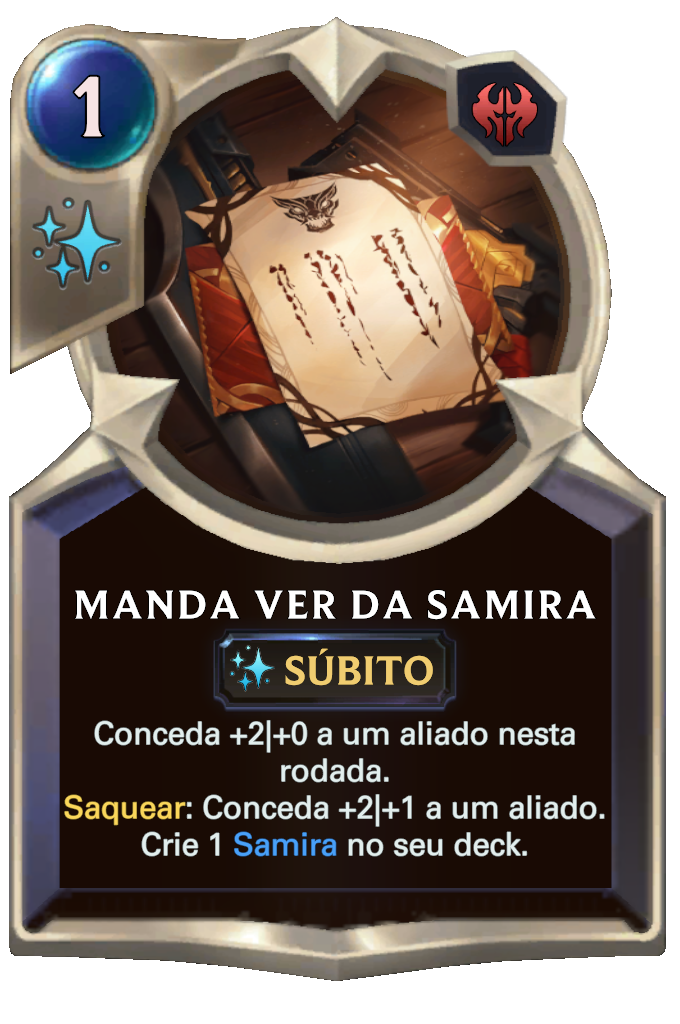 1
MANDA VER DA SAMIRA
SÚBITO
Conceda +2|+0 a um aliado nesta
rodada.
Saquear: Conceda +2|+1 a um aliado.
Crie 1 Samira no seu deck.